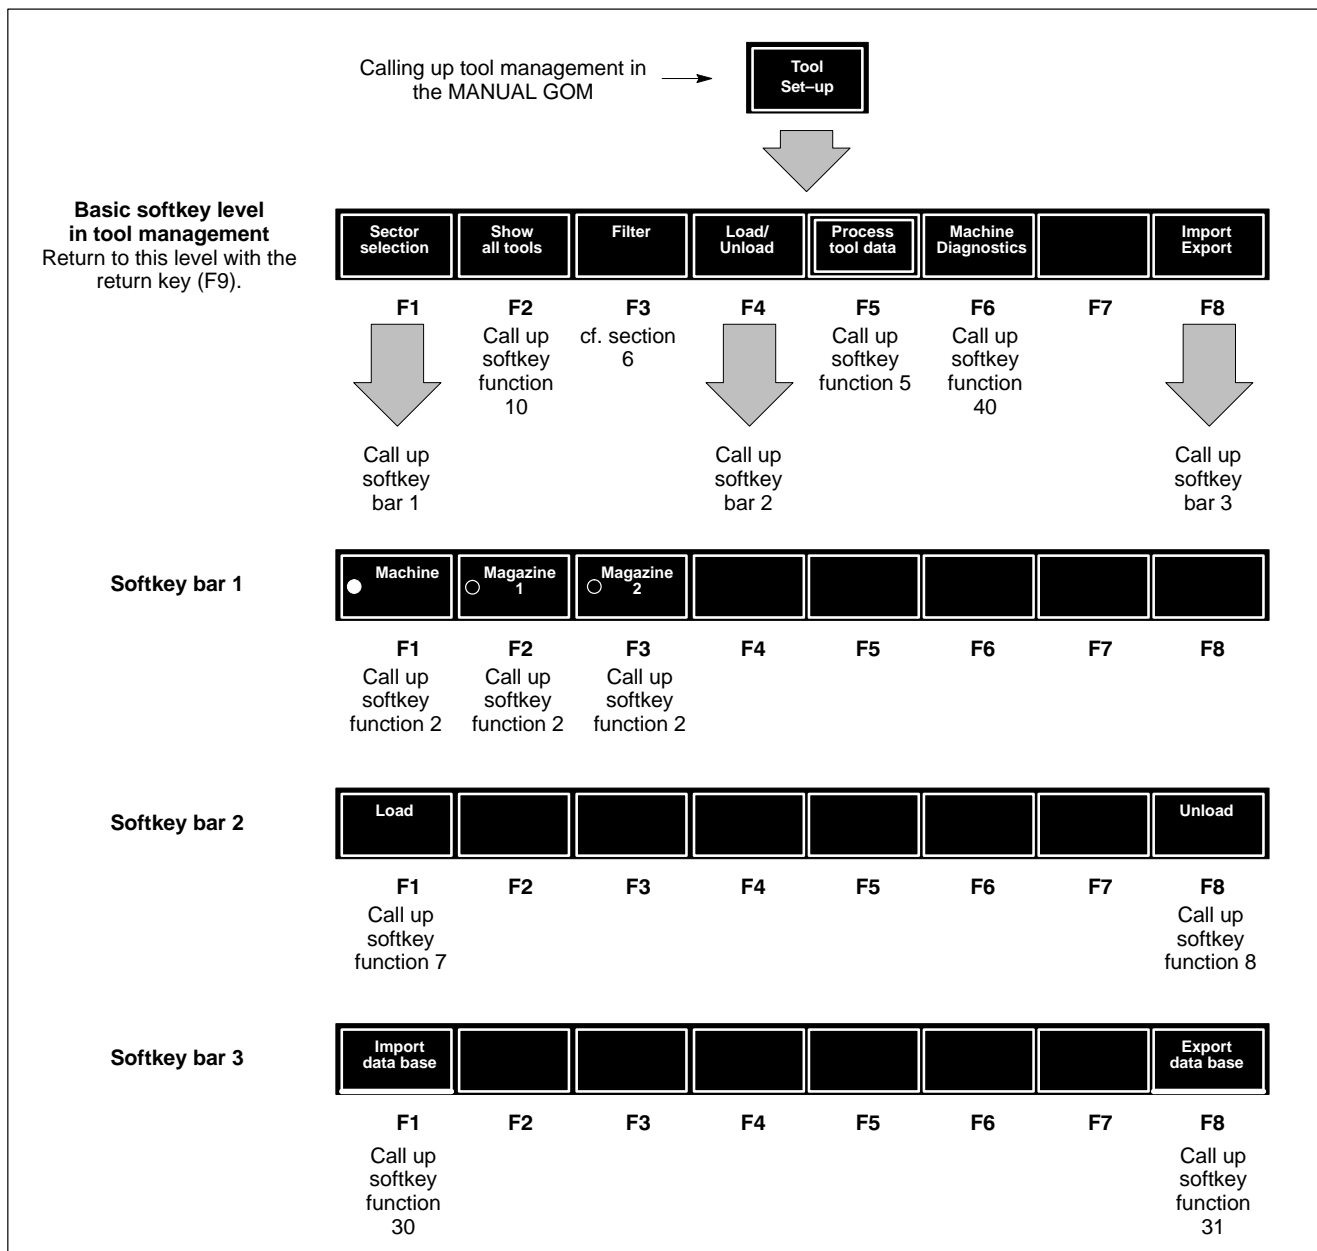 Calling up tool management in
the MANUAL GOM
Tool
Set–up
Basic softkey level
in tool management
Return to this level with the
return key (F9).
Sector
selection
Show
all tools
Filter
Load/
Unload
Process
tool data
Machine
Diagnostics
Import
Export
F1 F2 F3 F4 F5 F6 F7 F8
Call up
softkey
function
10
cf. section
6
Call up
softkey
function 5
Call up
softkey
function
40
Call up
softkey
bar 1
Call up
softkey
bar 2
Call up
softkey
bar 3
Softkey bar 1
Machine
Magazine
1
Magazine
2
F1 F2 F3 F4 F5 F6 F7 F8
Call up
softkey
function 2
Call up
softkey
function 2
Call up
softkey
function 2
Softkey bar 2
Load
Unload
F1 F2 F3 F4 F5 F6 F7 F8
Call up
softkey
function 7
Call up
softkey
function 8
Softkey bar 3
Import
data base
Export
data base
F1 F2 F3 F4 F5 F6 F7 F8
Call up
softkey
function
30
Call up
softkey
function
31